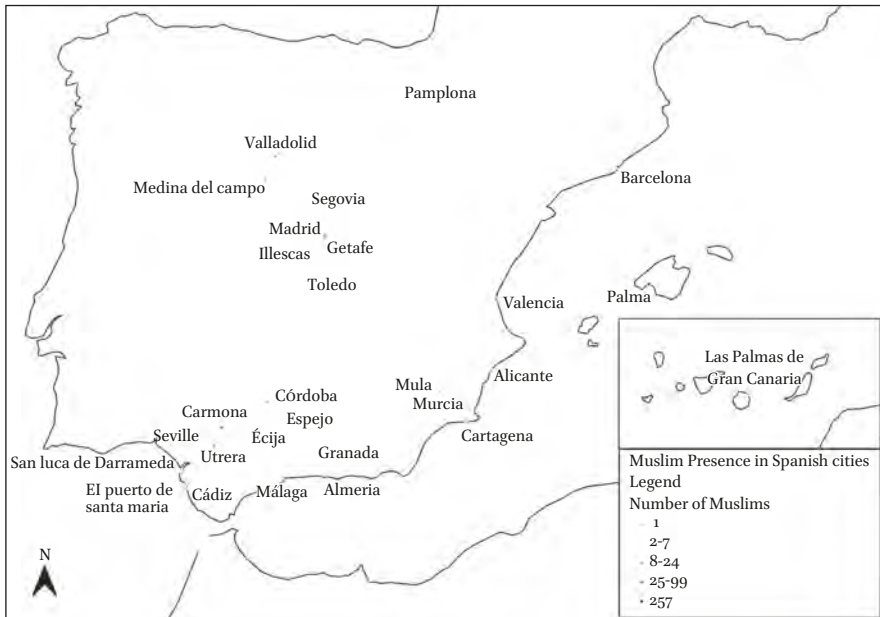 Pamplona
Valladolid
Medina del campo
Segovia
Barcelona
Madrid
Getafe
Illescas
Toledo
Valencia
Palma
Las Palmas de
Gran Canaria
Alicante
Mula
Murcia
Córdoba
Carmona
Espejo
Seville
Écija
Cartagena
Utrera
Granada
San luca de Darrameda
EI puerto de
santa maria
Cádiz
Málaga
Almeria
N
Muslim Presence in Spanish cities
Legend
Number of Muslims
1
2-7
8-24
25-99
257